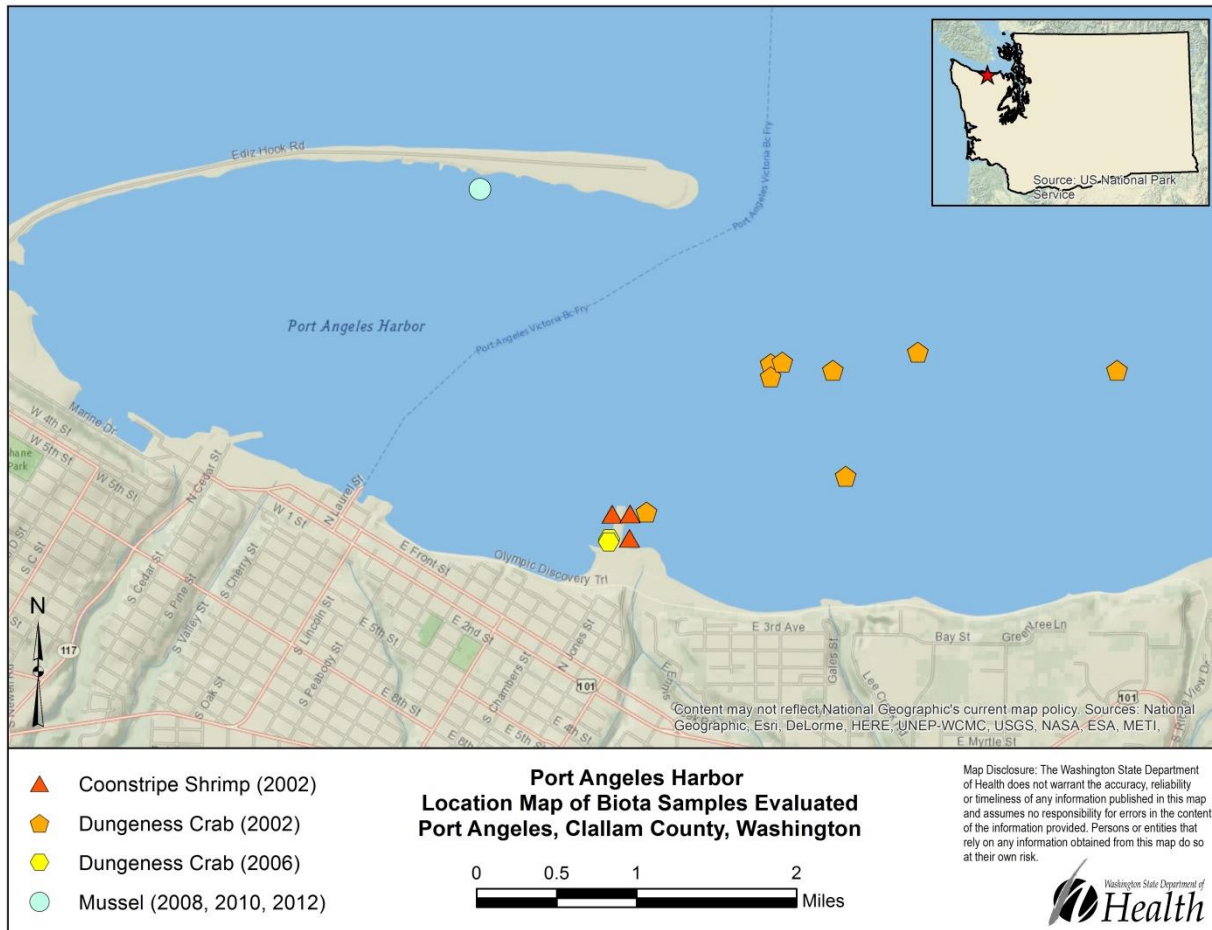 Ediz Hook Rd
Port Angeles Victoria Bc Fry
Source: US National Park
Service
Port Angeles Harbor
Port Angeles Victoria Bc Fry
Marine Dr
W 4th St
W 5th St
hane
Park
W 5th St
N Cedar St
N Laurel St
W 1 St
E Front St
Olympic Discovery Trl
S C St
S Cedar St
S Pine St
S Cherry St
S Valley St
S Lincoln St
S Peabody St
S Oak St
E 5th St
E 2nd St
E 8th St
S Chambers St
N Jones St
E 4th St
E 3rd Ave
Gales St
Bay St
101
101
117
N
Content may not reflect National Geographic's current map policy. Sources: National
Geographic, Esri, DeLorme, HERE, UNEP-WCMC, USGS, NASA, ESA, METI,
E Myrtle St
Coonstripe Shrimp (2002)
Dungeness Crab (2002)
Dungeness Crab (2006)
Mussel (2008, 2010, 2012)
Port Angeles Harbor
Location Map of Biota Samples Evaluated
Port Angeles, Clallam County, Washington
0 0.5 1 2
Miles
Map Disclosure: The Washington State Department
of Health does not warrant the accuracy, reliability
or timeliness of any information published in this map
and assumes no responsibility for errors in the content
of the information provided. Persons or entities that
rely on any information obtained from this map do so
at their own risk.
Washington State Department of
Health